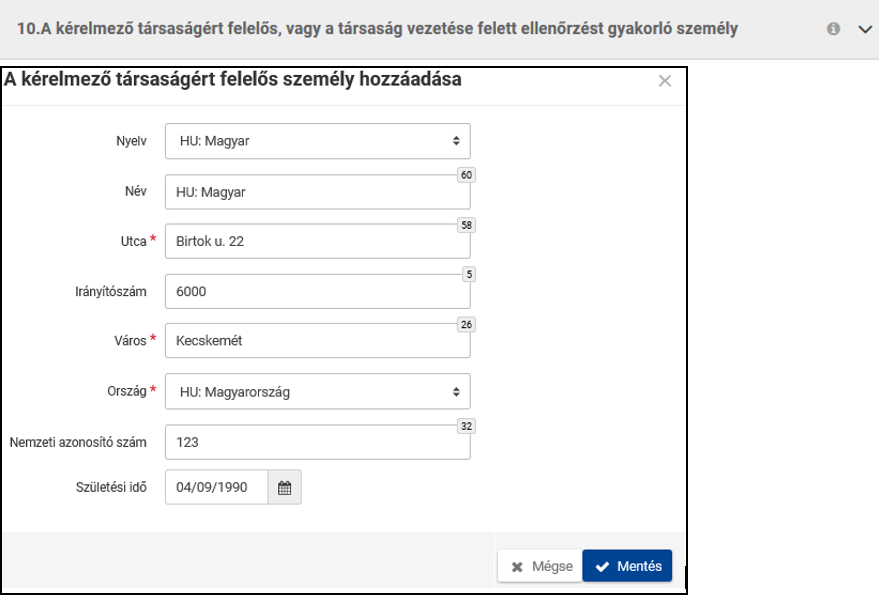 10.A kérelmező társaságért felelős, vagy a társaság vezetése felett ellenőrzést gyakorló személy
A kérelmező társaságért felelős személy hozzáadása
Nyelv HU: Magyar
60
Név HU: Magyar
58
Utca * Birtok u. 22
5
Irányítószám 6000
26
Város * Kecskemét
Ország * HU: Magyarország
32
Nemzeti azonosító szám 123
Születési idő 04/09/1990
Mégse Mentés